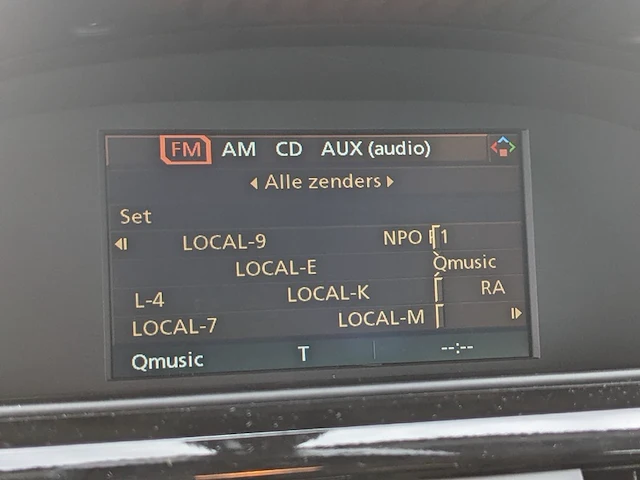 FM AM CD AUX (audio)
Alle zenders
Set
LOCAL-9 NPO 1
LOCAL-E Qmusic
L-4 LOCAL-K RA
LOCAL-7 LOCAL-M
Qmusic T --:--